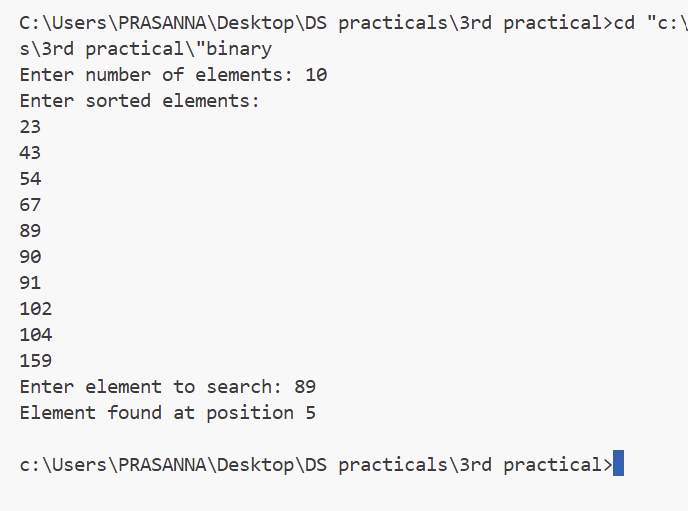 C:\Users\PRASANNA\Desktop\DS practicals\3rd practical>cd "c:\
s\3rd practical\"binary
Enter number of elements: 10
Enter sorted elements:
23
43
54
67
89
90
91
102
104
159
Enter element to search: 89
Element found at position 5
c:\Users\PRASANNA\Desktop\DS practicals\3rd practical>